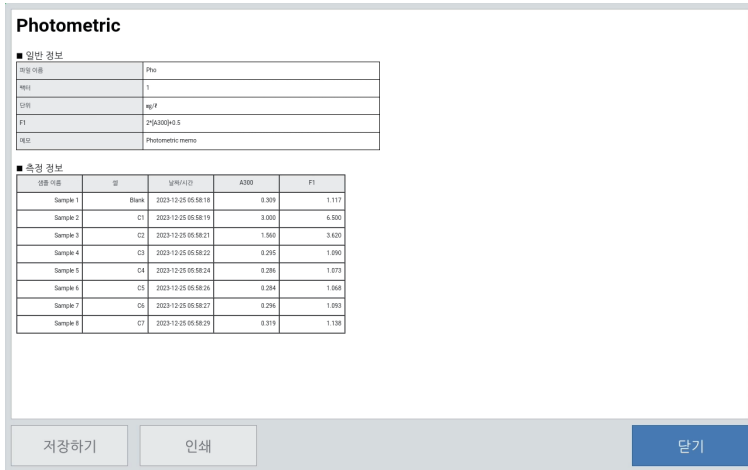 Photometric
■ 일반 정보
파일 이름 Pho
팩터 1
단위 mg/ℓ
F1 2*[A300]+0.5
메모 Photometric memo
■ 측정 정보
샘플 이름 셀 날짜/시간 A300 F1
Sample 1 Blank 2023-12-25 05:58:18 0.309 1.117
Sample 2 C1 2023-12-25 05:58:19 3.000 6.500
Sample 3 C2 2023-12-25 05:58:21 1.560 3.620
Sample 4 C3 2023-12-25 05:58:22 0.295 1.090
Sample 5 C4 2023-12-25 05:58:24 0.286 1.073
Sample 6 C5 2023-12-25 05:58:26 0.284 1.068
Sample 7 C6 2023-12-25 05:58:27 0.296 1.093
Sample 8 C7 2023-12-25 05:58:29 0.319 1.138
저장하기 인쇄 닫기